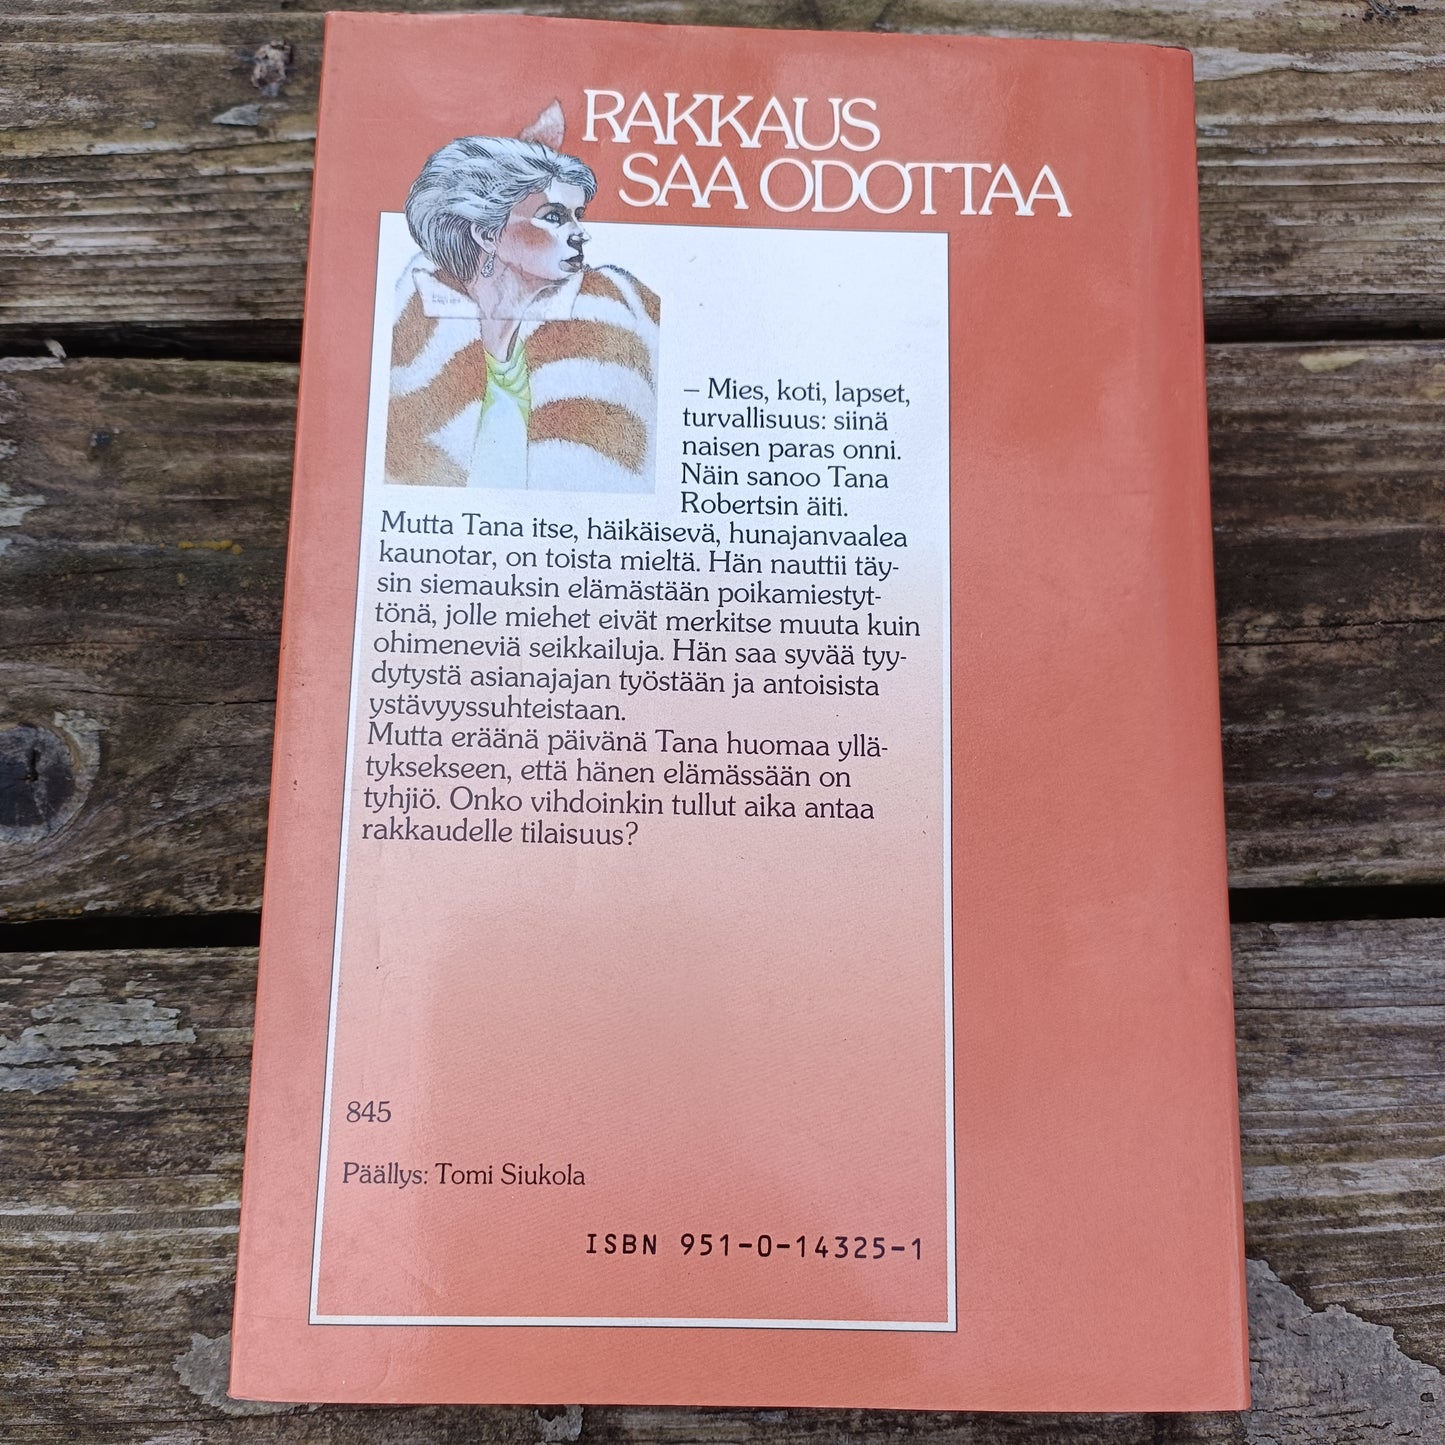 RAKKAUS
SAA ODOTTAA
– Mies, koti, lapset,
turvallisuus: siinä
naisen paras onni.
Näin sanoo Tana
Robertsin äiti.
Mutta Tana itse, häikäisevä, hunajanvaalea
kaunotar, on toista mieltä. Hän nauttii täy-
sin siemauksin elämästään poikamiestyt-
tönä, jolle miehet eivät merkitse muuta kuin
ohimeneviä seikkailuja. Hän saa syvää tyy-
dytystä asianajajan työstään ja antoisista
ystävyyssuhteistaan.
Mutta eräänä päivänä Tana huomaa yllä-
tyksekseen, että hänen elämässään on
tyhjiö. Onko vihdoinkin tullut aika antaa
rakkaudelle tilaisuus?
845
Päällys: Tomi Siukola
ISBN 951-0-14325-1